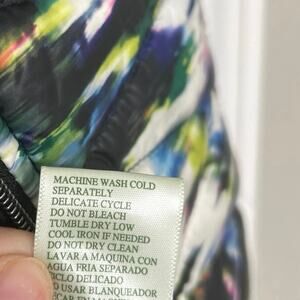 MACHINE WASH COLD
SEPARATELY
DELICATE CYCLE
DO NOT BLEACH
TUMBLE DRY LOW
COOL IRON IF NEEDED
DO NOT DRY CLEAN
LAVAR A MAQUINA CON
AGUA FRIA SEPARADO
CICLO DELICADO
NO USAR BLANQUEADOR